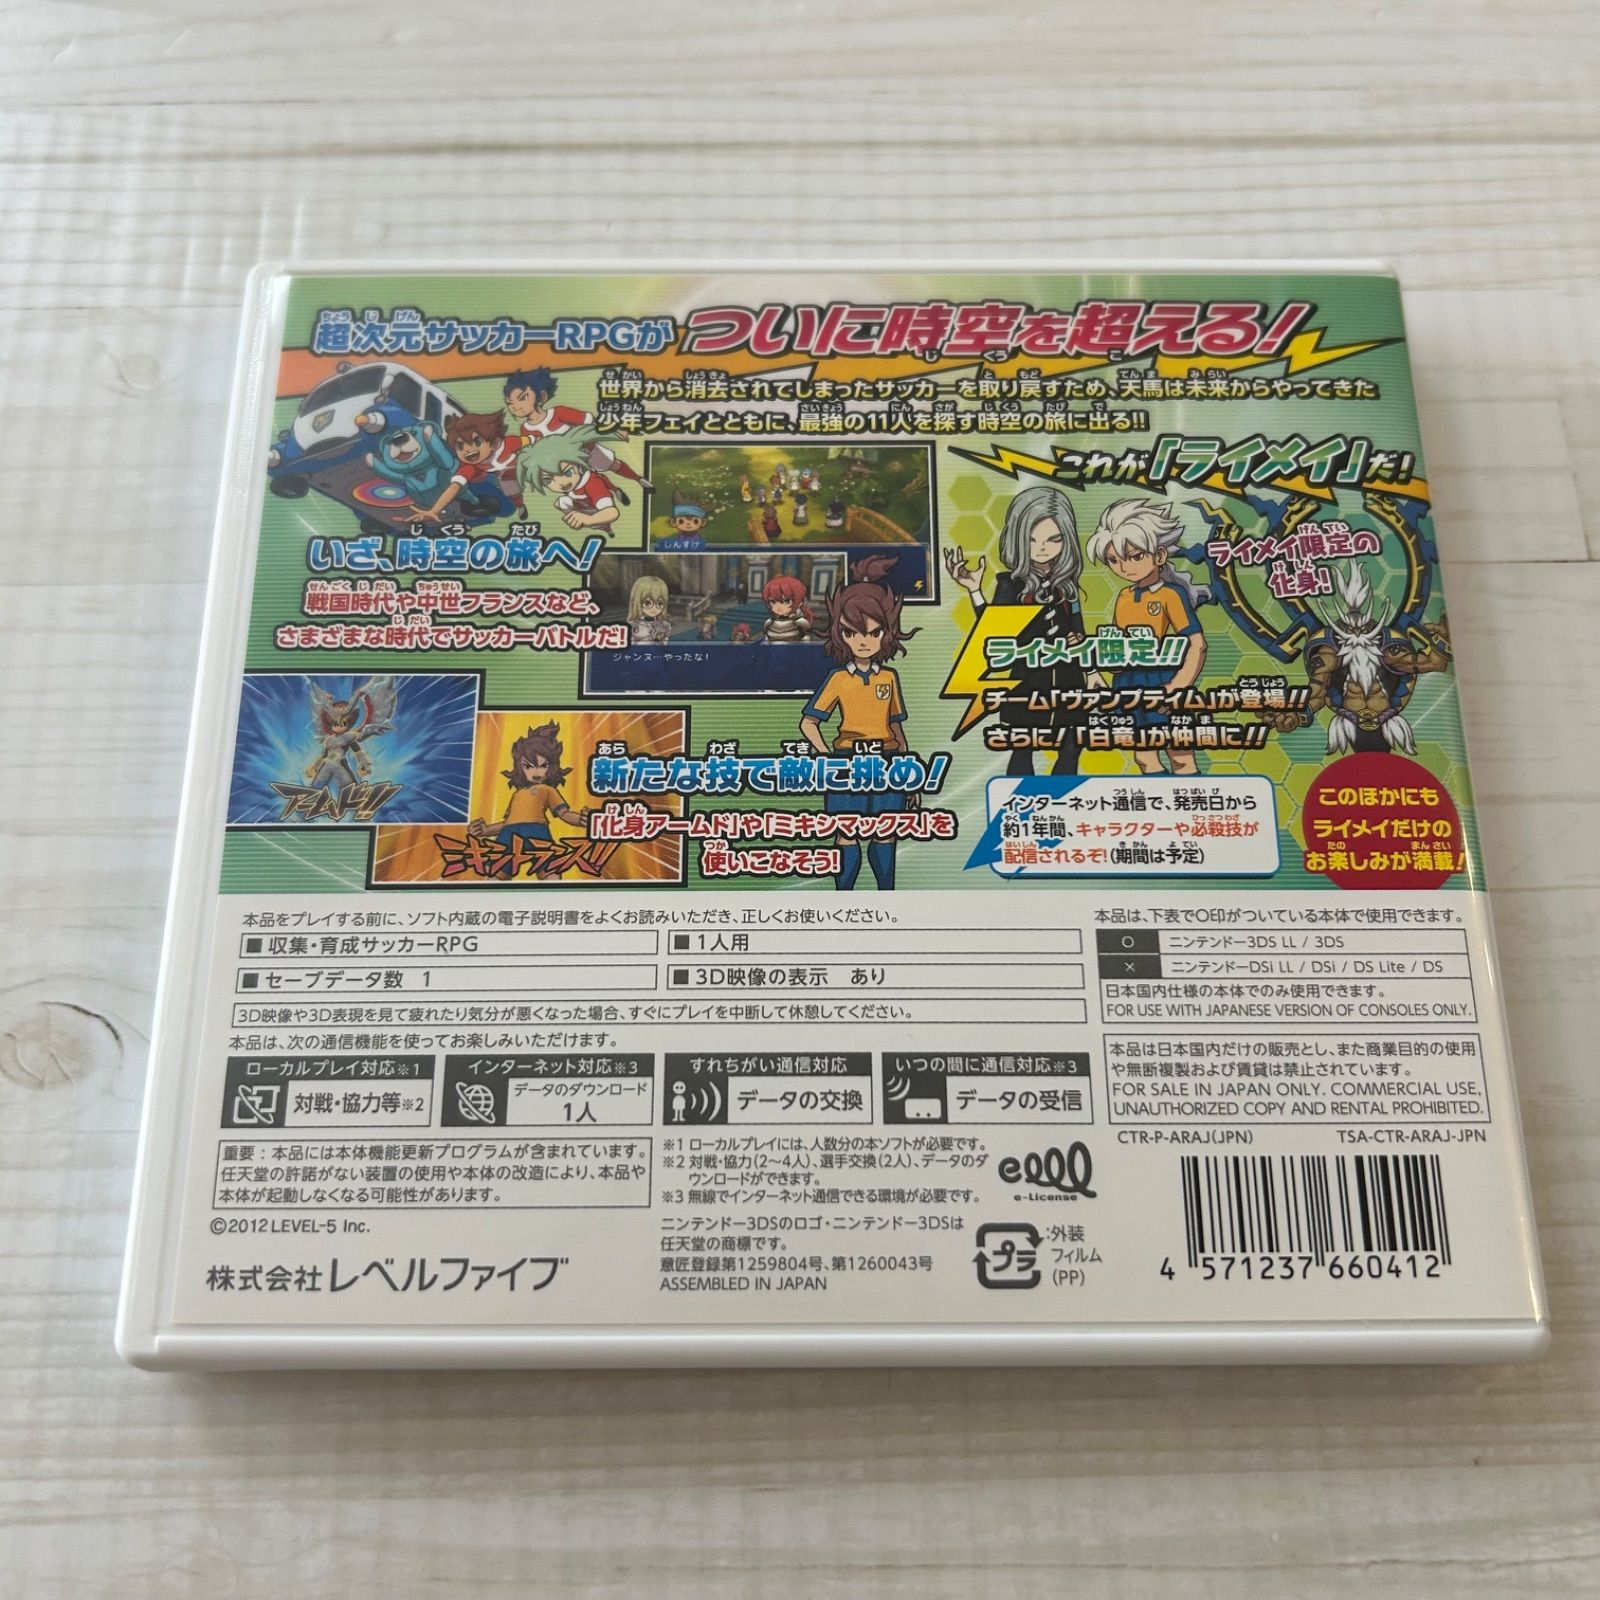 超次元サッカーRPGが ついに時空を超える!
世界から消去されてしまったサッカーを取り戻すため、天馬は未来からやってきた
少年フェイとともに、最強の11人を探す時空の旅に出る!!
いざ、時空の旅へ!
戦国時代や中世フランスなど、
さまざまな時代でサッカーバトルだ!
しんすけ
ジャンヌ…やったな!
アームド!!
ミキシトランス!!
新たな技で敵に挑め!
「化身アームド」や「ミキシマックス」を
使いこなそう!
これが「ライメイ」だ!
ライメイ限定の
化身!
ライメイ限定!!
チーム「ヴァンプティム」が登場!!
さらに!「白竜」が仲間に!!
インターネット通信で、発売日から
約1年間、キャラクターや必殺技が
配信されるぞ!(期間は予定)
このほかにも
ライメイだけの
お楽しみが満載!
本品をプレイする前に、ソフト内蔵の電子説明書をよくお読みいただき、正しくお使いください。
■ 収集・育成サッカーRPG
■ 1人用
■ セーブデータ数 1
■ 3D映像の表示 あり
3D映像や3D表現を見て疲れたり気分が悪くなった場合、すぐにプレイを中断して休憩してください。
本品は、次の通信機能を使ってお楽しみいただけます。
ローカルプレイ対応※1
対戦・協力等※2
インターネット対応※3
データのダウンロード
1人
すれちがい通信対応
データの交換
いつの間に通信対応※3
データの受信
本品は、下表で○印がついている本体で使用できます。
○ ニンテンドー3DS LL / 3DS
× ニンテンドーDSi LL / DSi / DS Lite / DS
日本国内仕様の本体でのみ使用できます。
FOR USE WITH JAPANESE VERSION OF CONSOLES ONLY.
本品は日本国内だけの販売とし、また商業目的の使用
や無断複製および賃貸は禁止されています。
FOR SALE IN JAPAN ONLY. COMMERCIAL USE,
UNAUTHORIZED COPY AND RENTAL PROHIBITED.
CTR-P-ARAJ(JPN) TSA-CTR-ARAJ-JPN
重要：本品には本体機能更新プログラムが含まれています。
任天堂の許諾がない装置の使用や本体の改造により、本品や
本体が起動しなくなる可能性があります。
©2012 LEVEL-5 Inc.
株式会社レベルファイブ
※1 ローカルプレイには、人数分の本ソフトが必要です。
※2 対戦・協力(2〜4人)、選手交換(2人)、データのダ
ウンロードができます。
※3 無線でインターネット通信できる環境が必要です。
ニンテンドー3DSのロゴ・ニンテンドー3DSは
任天堂の商標です。
意匠登録第1259804号、第1260043号
ASSEMBLED IN JAPAN
e-License
プラ
:外装
フィルム
(PP)
4 571237 660412